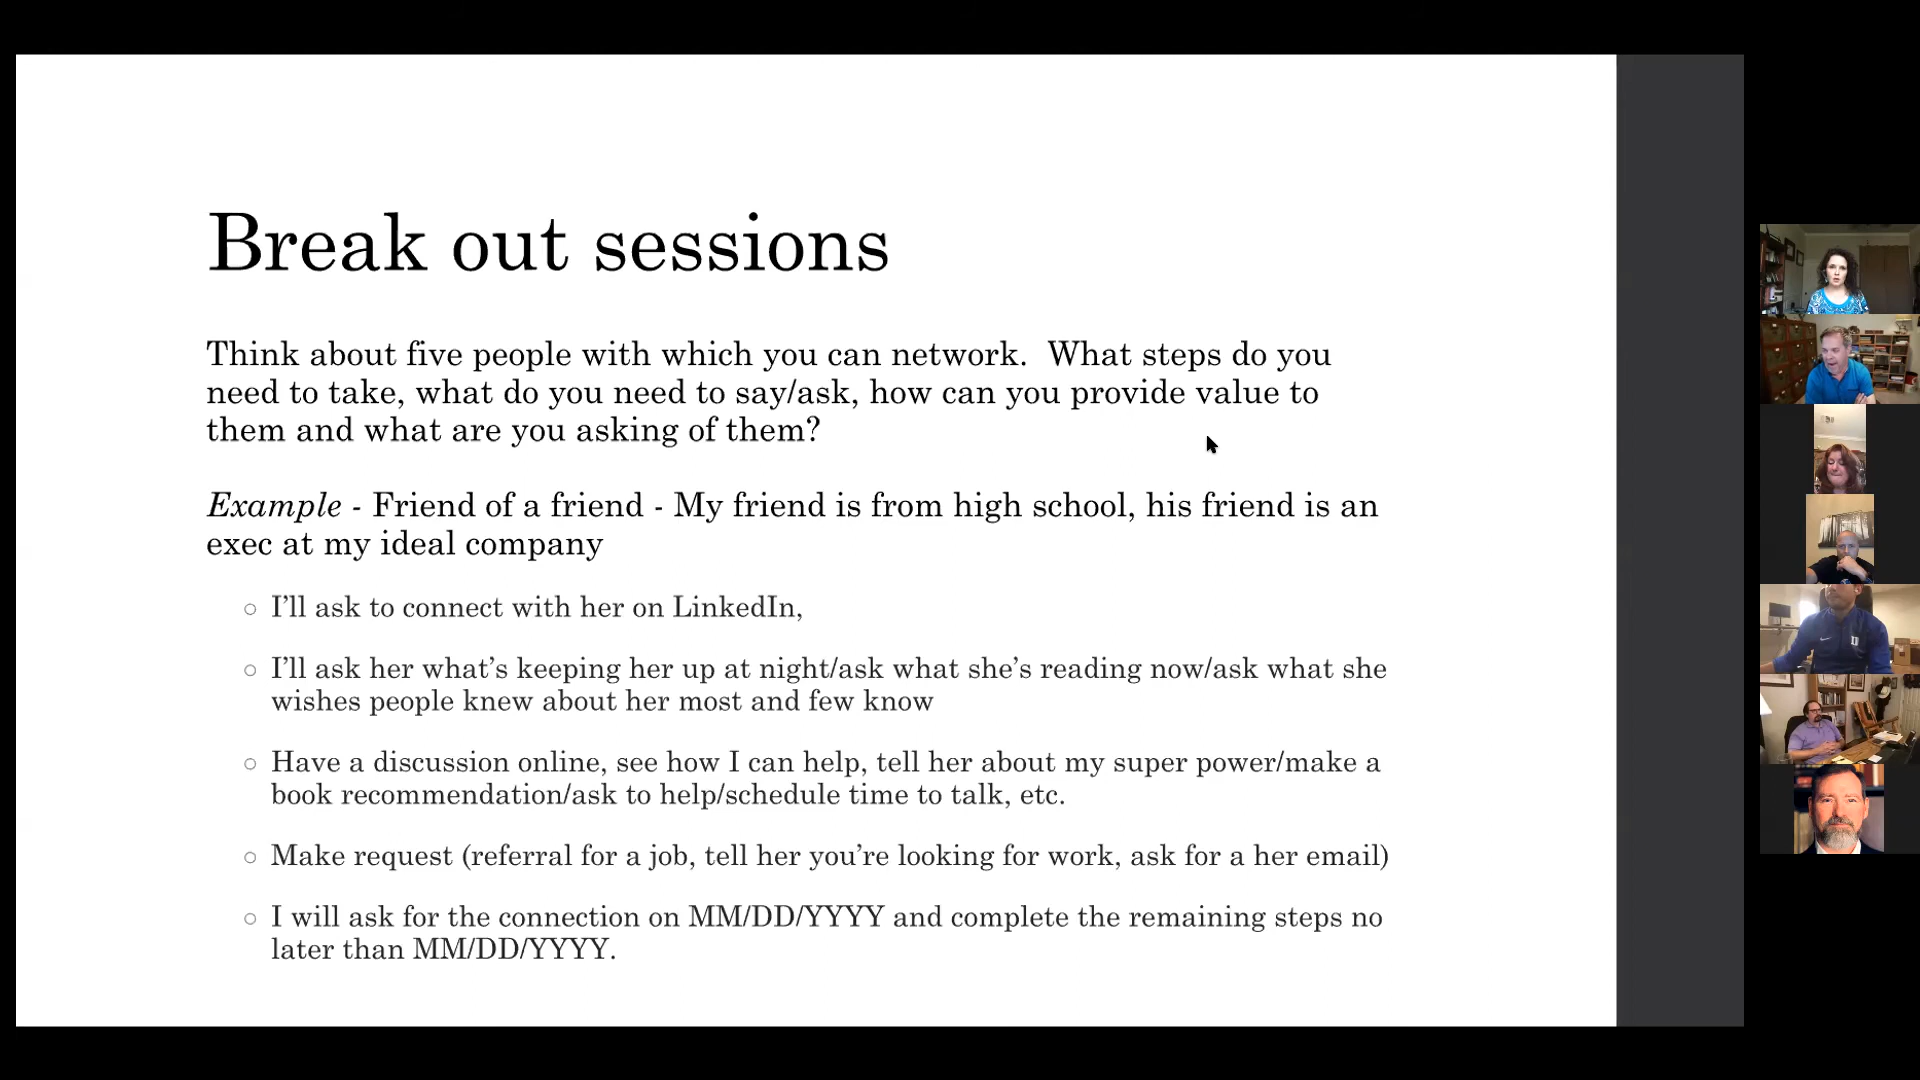 Break out sessions
Think about five people with which you can network.  What steps do you
need to take, what do you need to say/ask, how can you provide value to
them and what are you asking of them?
Example - Friend of a friend - My friend is from high school, his friend is an
exec at my ideal company
○ I’ll ask to connect with her on LinkedIn,
○ I’ll ask her what’s keeping her up at night/ask what she’s reading now/ask what she
wishes people knew about her most and few know
○ Have a discussion online, see how I can help, tell her about my super power/make a
book recommendation/ask to help/schedule time to talk, etc.
○ Make request (referral for a job, tell her you’re looking for work, ask for a her email)
○ I will ask for the connection on MM/DD/YYYY and complete the remaining steps no
later than MM/DD/YYYY.